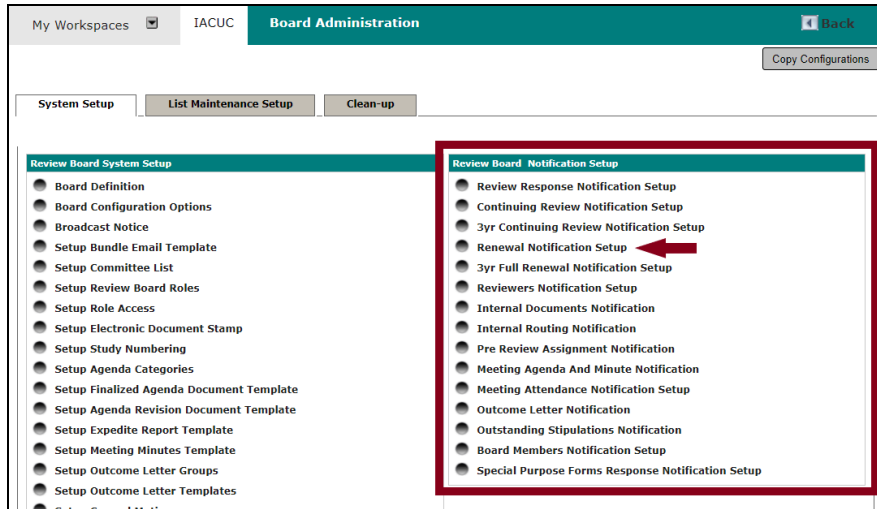 My Workspaces IACUC Board Administration Back
Copy Configurations
System Setup List Maintenance Setup Clean-up
Review Board System Setup
Board Definition
Board Configuration Options
Broadcast Notice
Setup Bundle Email Template
Setup Committee List
Setup Review Board Roles
Setup Role Access
Setup Electronic Document Stamp
Setup Study Numbering
Setup Agenda Categories
Setup Finalized Agenda Document Template
Setup Agenda Revision Document Template
Setup Expedite Report Template
Setup Meeting Minutes Template
Setup Outcome Letter Groups
Setup Outcome Letter Templates
Review Board Notification Setup
Review Response Notification Setup
Continuing Review Notification Setup
3yr Continuing Review Notification Setup
Renewal Notification Setup
3yr Full Renewal Notification Setup
Reviewers Notification Setup
Internal Documents Notification
Internal Routing Notification
Pre Review Assignment Notification
Meeting Agenda And Minute Notification
Meeting Attendance Notification Setup
Outcome Letter Notification
Outstanding Stipulations Notification
Board Members Notification Setup
Special Purpose Forms Response Notification Setup